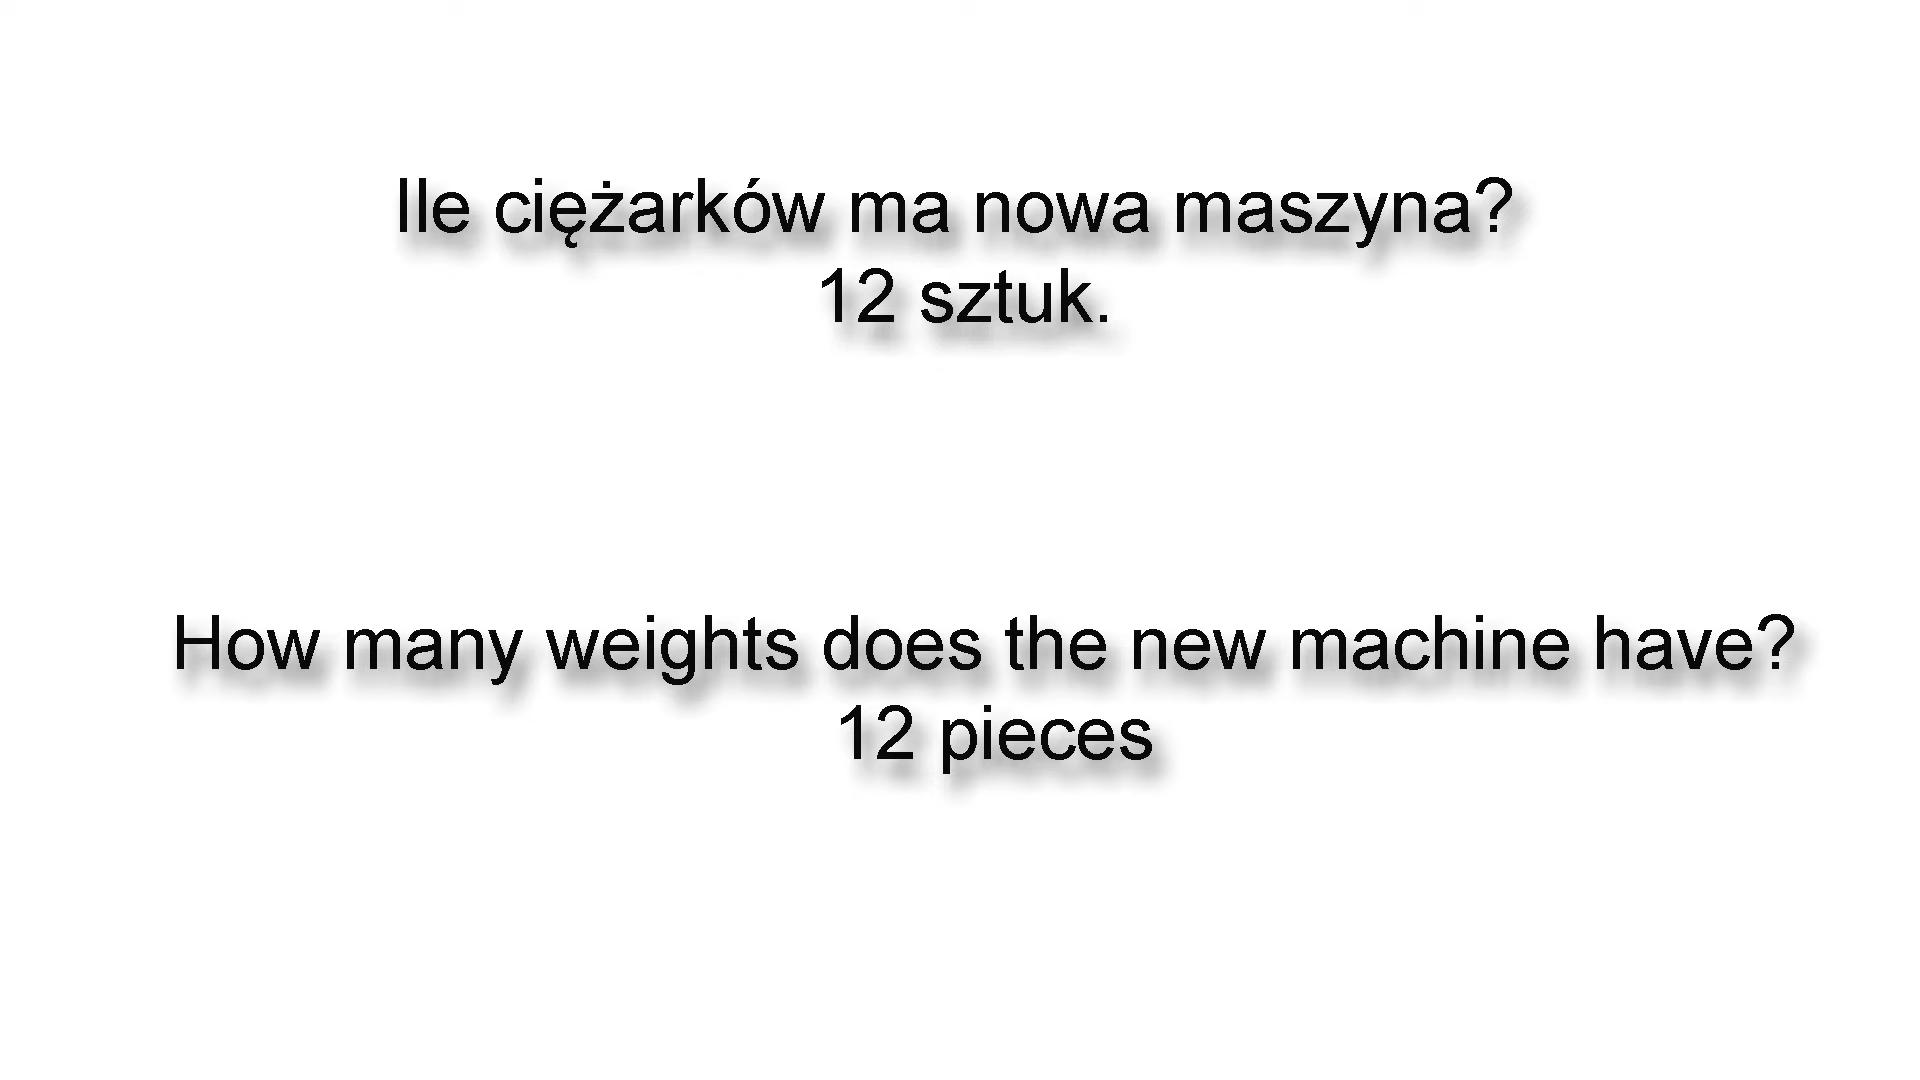 Ile ciężarków ma nowa maszyna?
12 sztuk.
How many weights does the new machine have?
12 pieces